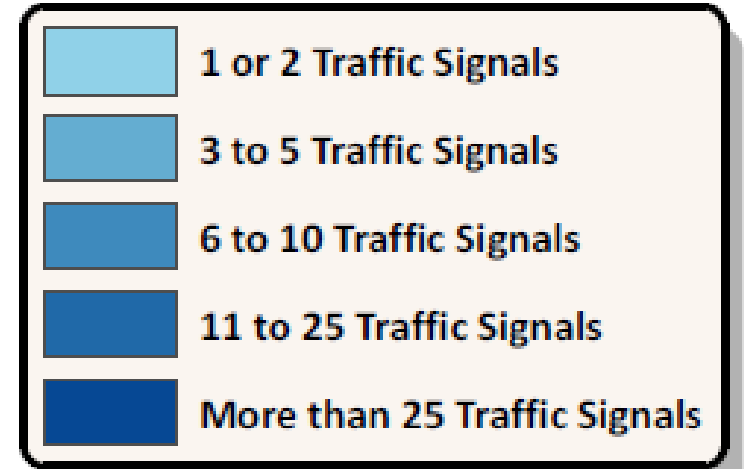 1 or 2 Traffic Signals
3 to 5 Traffic Signals
6 to 10 Traffic Signals
11 to 25 Traffic Signals
More than 25 Traffic Signals